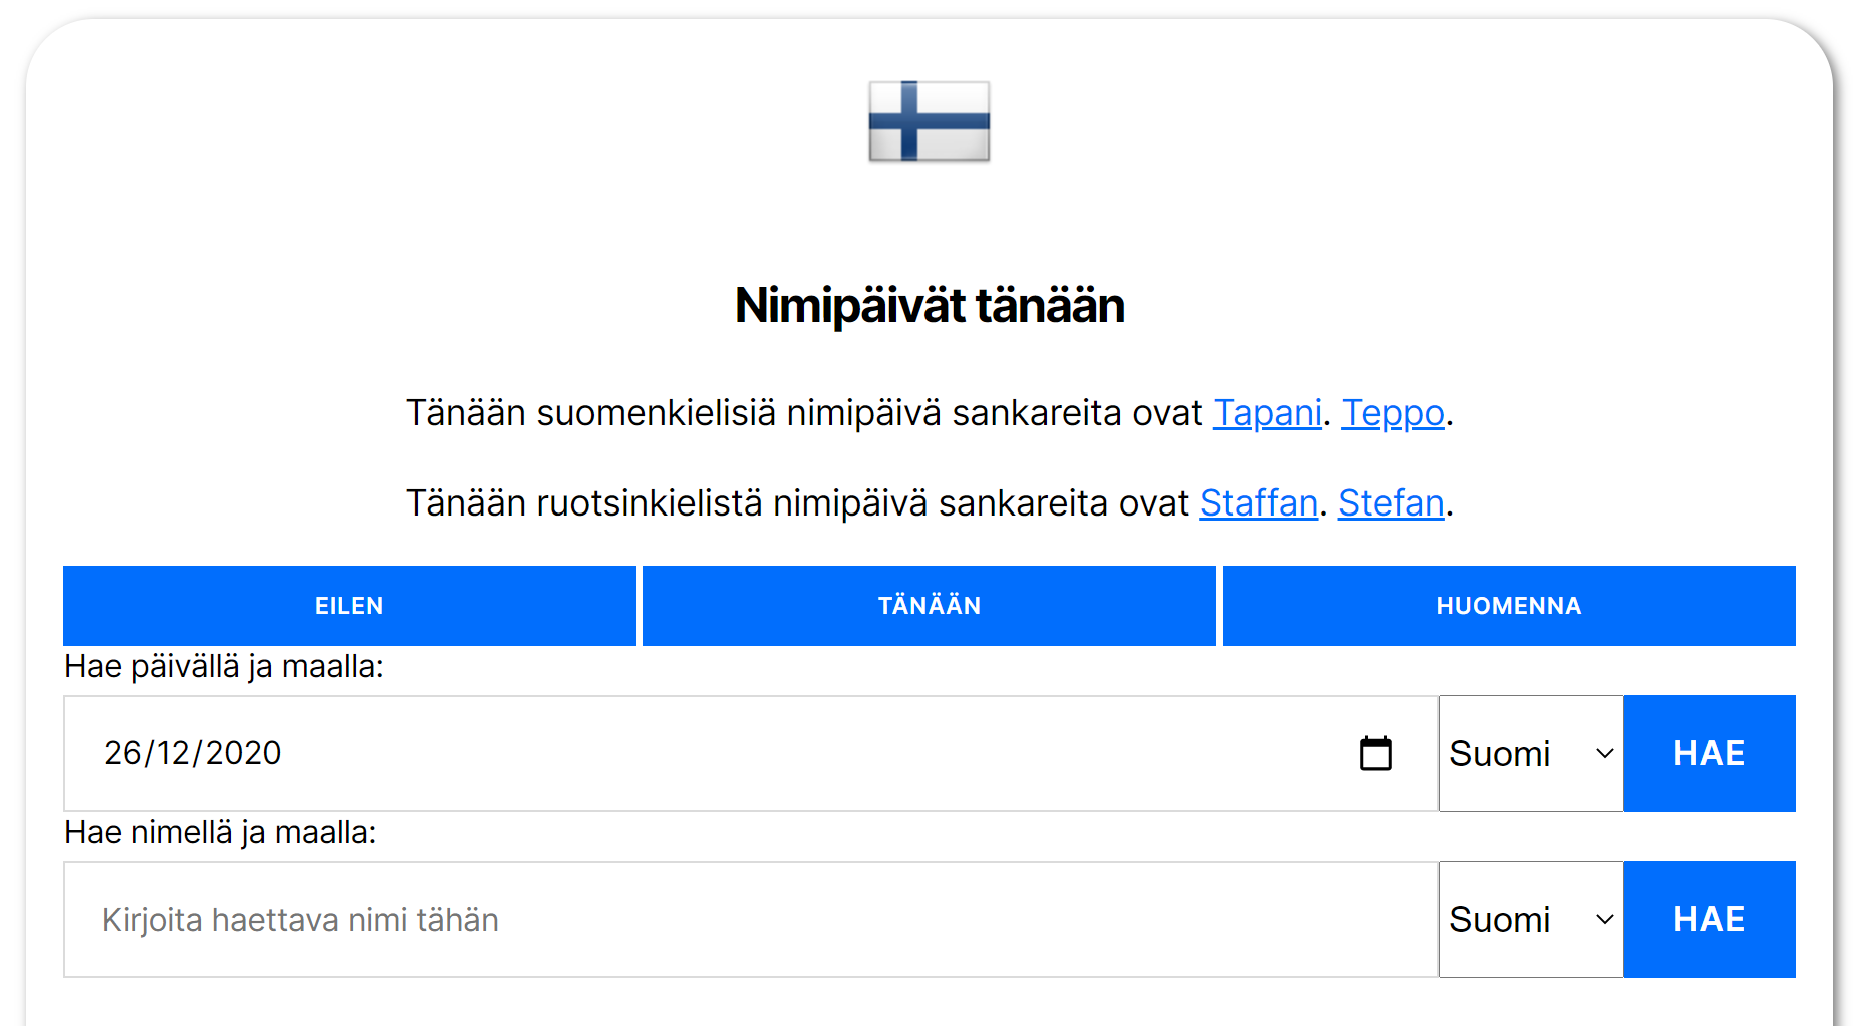 Nimipäivät tänään
Tänään suomenkielisiä nimipäivä sankareita ovat Tapani. Teppo.
Tänään ruotsinkielistä nimipäivä sankareita ovat Staffan. Stefan.
EILEN TÄNÄÄN HUOMENNA
Hae päivällä ja maalla:
26/12/2020 Suomi HAE
Hae nimellä ja maalla:
Kirjoita haettava nimi tähän Suomi HAE